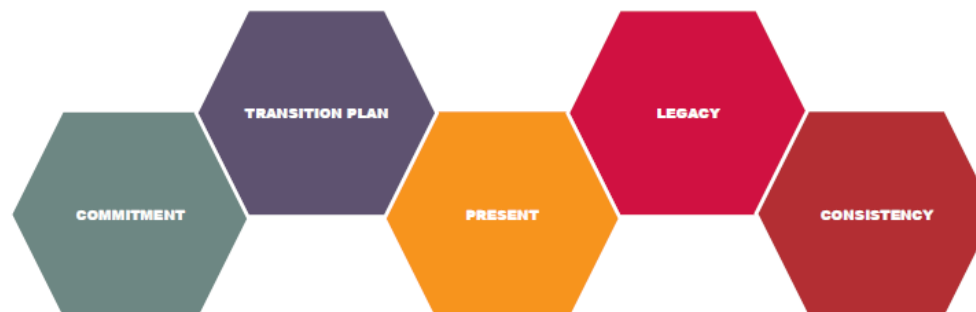 COMMITMENT
TRANSITION PLAN
PRESENT
LEGACY
CONSISTENCY